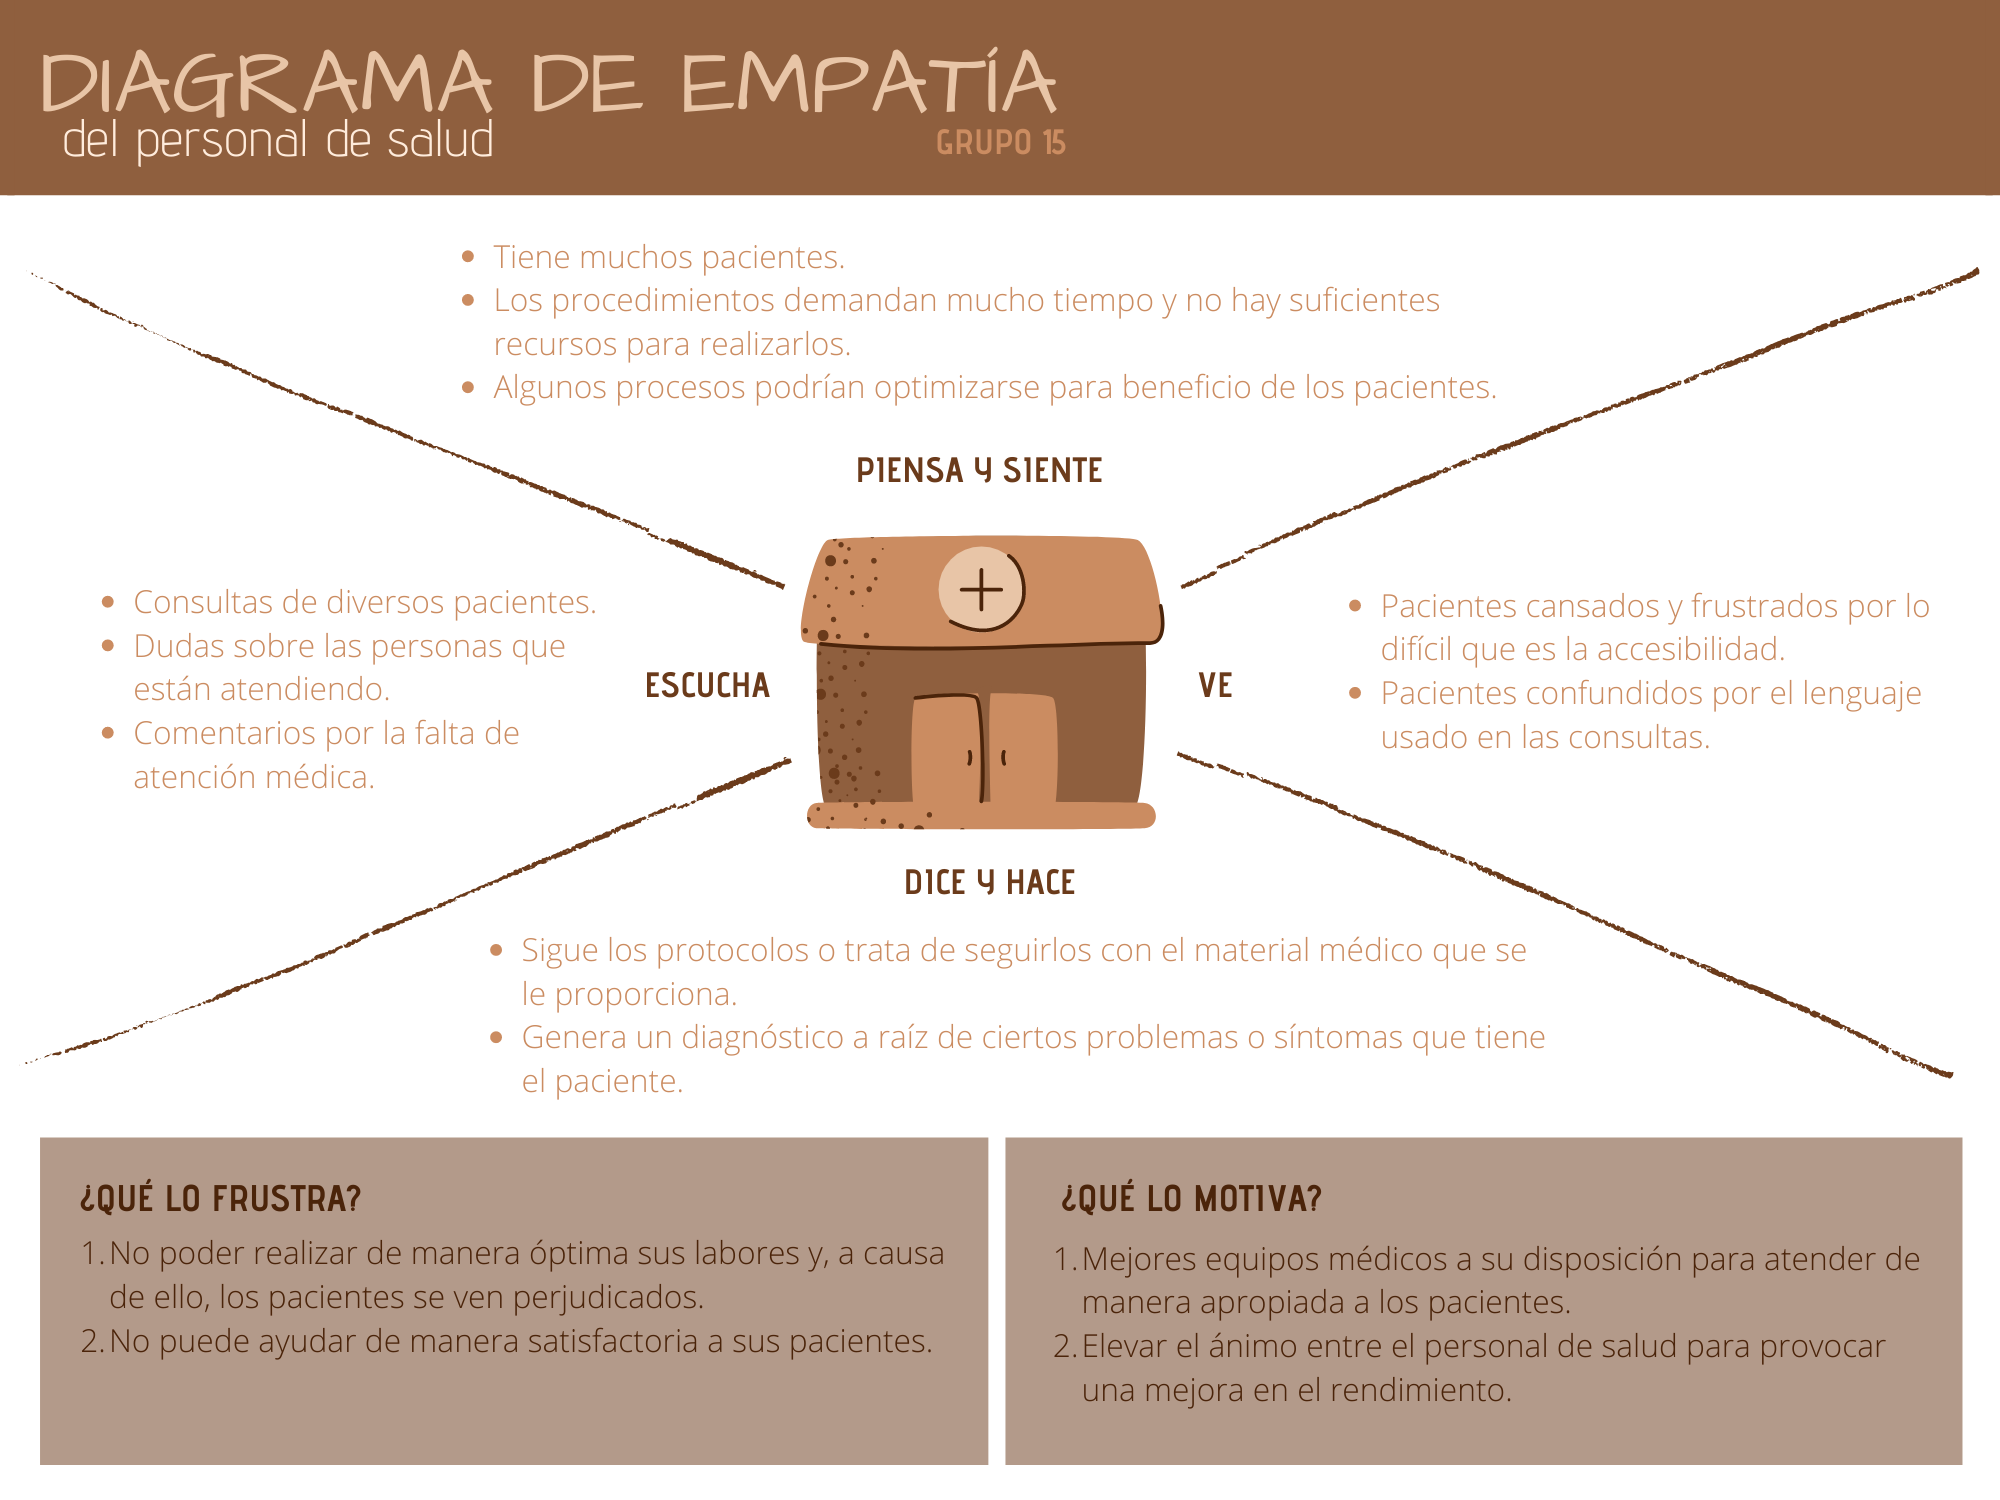 DIAGRAMA DE EMPATÍA
del personal de salud
GRUPO 15
• Tiene muchos pacientes.
• Los procedimientos demandan mucho tiempo y no hay suficientes
recursos para realizarlos.
• Algunos procesos podrían optimizarse para beneficio de los pacientes.
PIENSA Y SIENTE
• Consultas de diversos pacientes.
• Dudas sobre las personas que
están atendiendo.
• Comentarios por la falta de
atención médica.
ESCUCHA
VE
• Pacientes cansados y frustrados por lo
difícil que es la accesibilidad.
• Pacientes confundidos por el lenguaje
usado en las consultas.
DICE Y HACE
• Sigue los protocolos o trata de seguirlos con el material médico que se
le proporciona.
• Genera un diagnóstico a raíz de ciertos problemas o síntomas que tiene
el paciente.
¿QUÉ LO FRUSTRA?
1. No poder realizar de manera óptima sus labores y, a causa
de ello, los pacientes se ven perjudicados.
2. No puede ayudar de manera satisfactoria a sus pacientes.
¿QUÉ LO MOTIVA?
1. Mejores equipos médicos a su disposición para atender de
manera apropiada a los pacientes.
2. Elevar el ánimo entre el personal de salud para provocar
una mejora en el rendimiento.